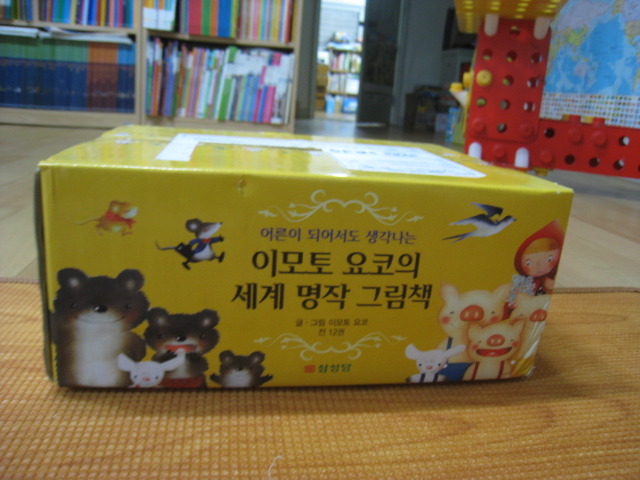 어른이 되어서도 생각나는
이모토 요코의
세계 명작 그림책
글·그림 이모토 요코
전 12권
삼성당